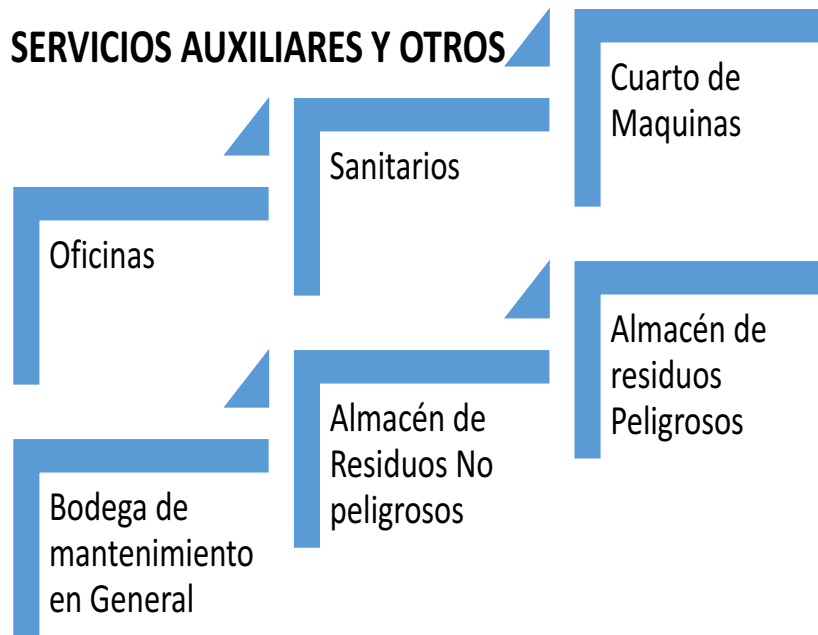 SERVICIOS AUXILIARES Y OTROS
Oficinas
Sanitarios
Cuarto de
Maquinas
Bodega de
mantenimiento
en General
Almacén de
Residuos No
peligrosos
Almacén de
residuos
Peligrosos